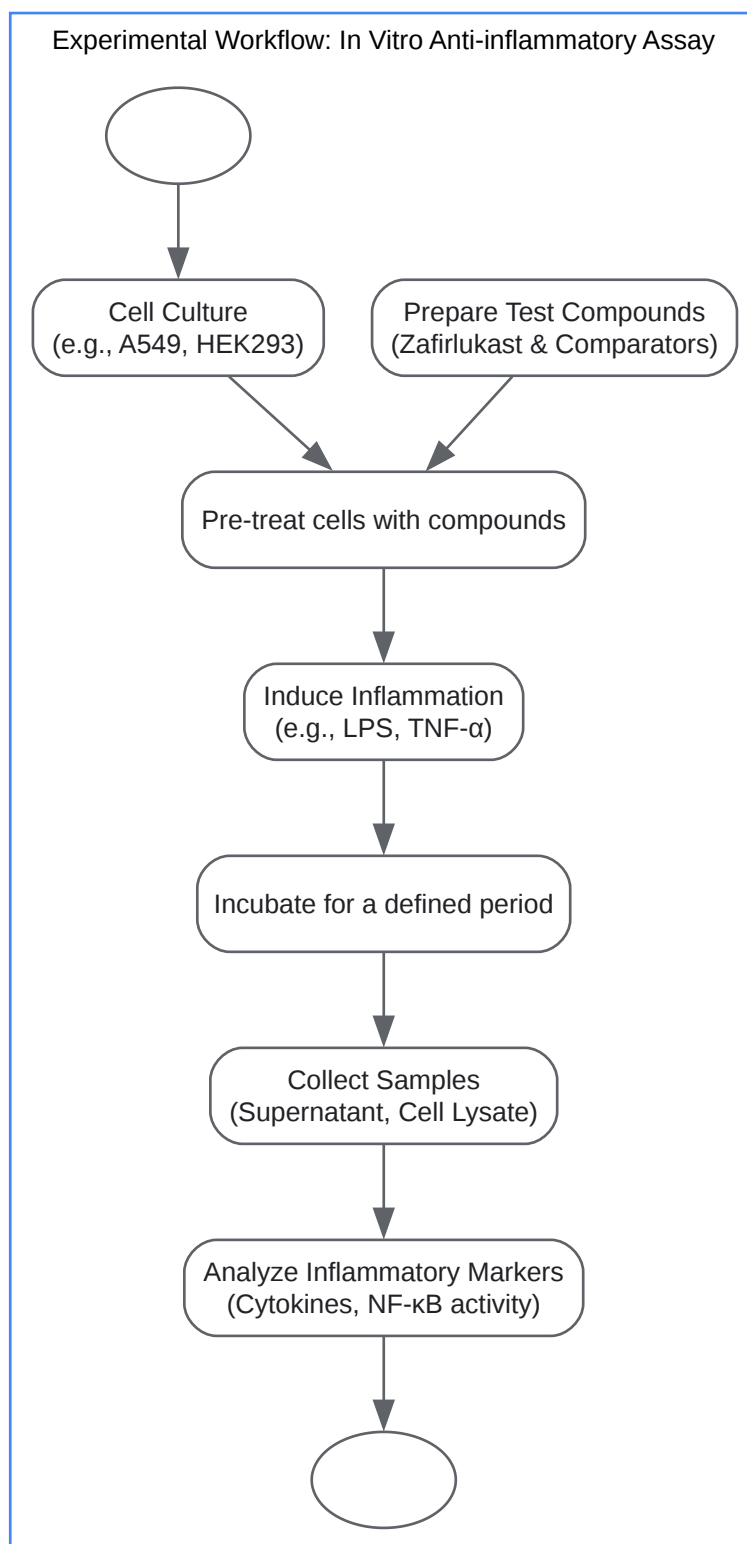 Experimental Workflow: In Vitro Anti-inflammatory Assay
Cell Culture
(e.g., A549, HEK293)
Prepare Test Compounds
(Zafirlukast & Comparators)
Pre-treat cells with compounds
Induce Inflammation
(e.g., LPS, TNF-α)
Incubate for a defined period
Collect Samples
(Supernatant, Cell Lysate)
Analyze Inflammatory Markers
(Cytokines, NF-κB activity)